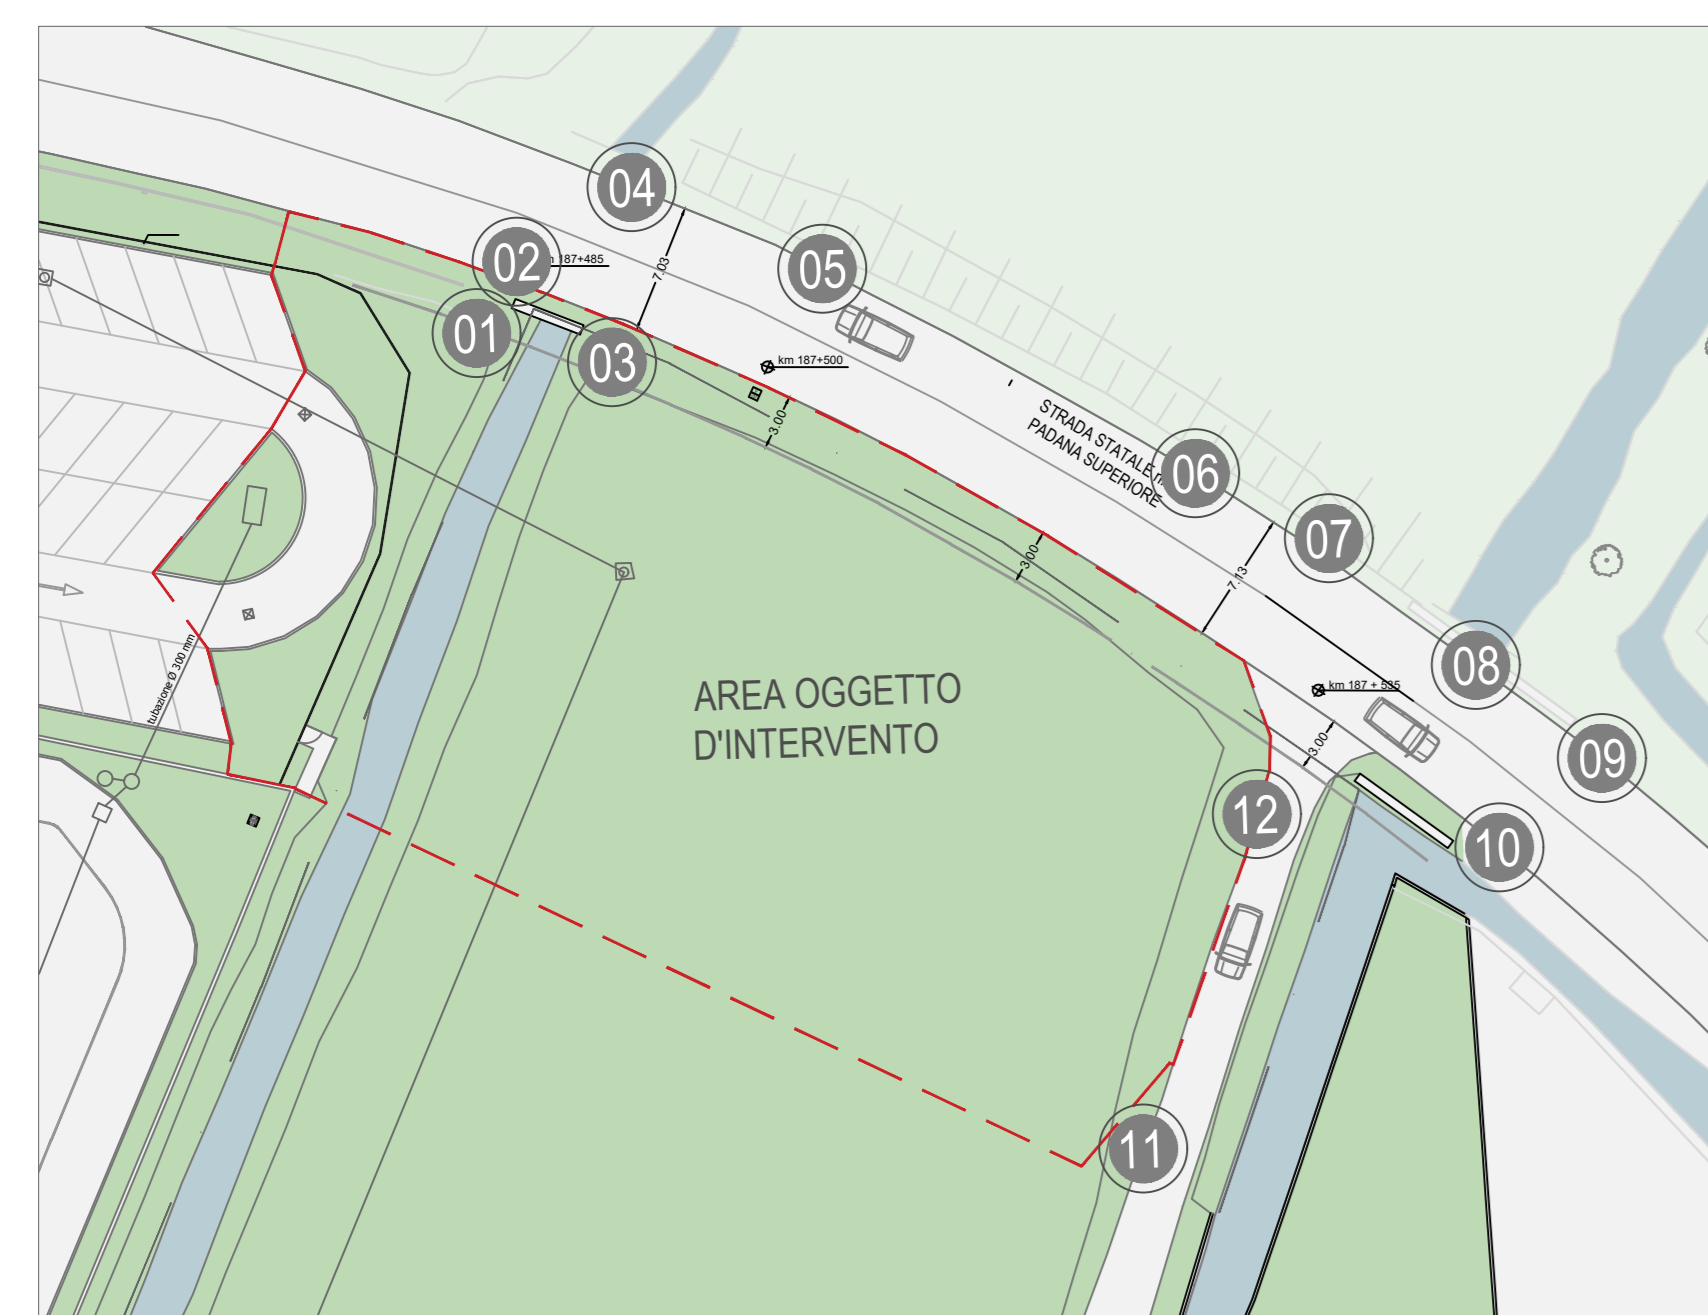 04
7.03
02
187+485
05
01
03
km 187+500
3.00
STRADA STATALE
PADANA SUPERIORE
06
07
3.00
7.13
tubazione Ø 300 mm
AREA OGGETTO
D'INTERVENTO
08
km 187 + 535
3.00
09
12
10
11